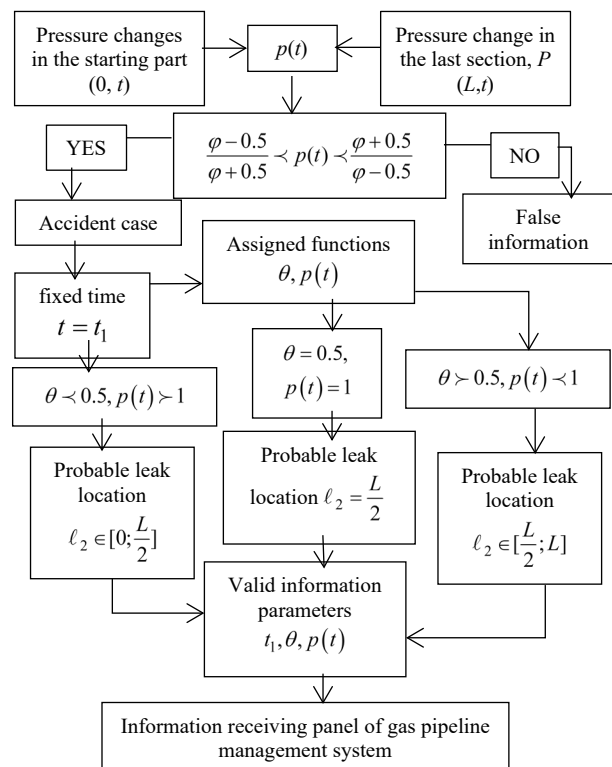 Pressure changes
in the starting part
(0, t)
p(t)
Pressure change in
the last section, P
(L,t)
YES
φ−0.5/φ+0.5 ≺ p(t) ≺ φ+0.5/φ−0.5
NO
Accident case
False
information
Assigned functions
θ, p(t)
fixed time
t = t₁
θ ≺ 0.5, p(t) ≻ 1
θ = 0.5,
p(t) = 1
θ ≻ 0.5, p(t) ≺ 1
Probable leak
location
ℓ₂ ∈ [0; L/2]
Probable leak
location ℓ₂ = L/2
Probable leak
location
ℓ₂ ∈ [L/2; L]
Valid information
parameters
t₁, θ, p(t)
Information receiving panel of gas pipeline
management system